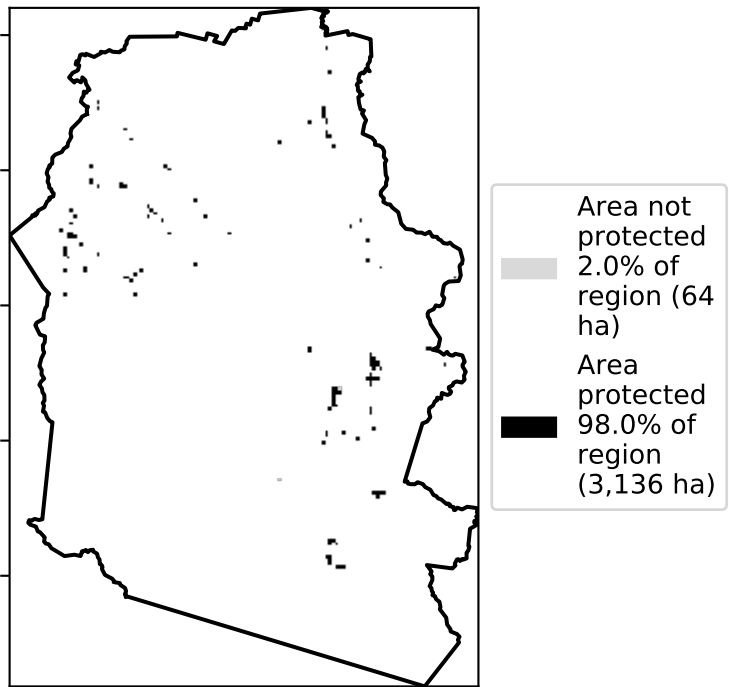 Area not
protected
2.0% of
region (64
ha)
Area
protected
98.0% of
region
(3,136 ha)